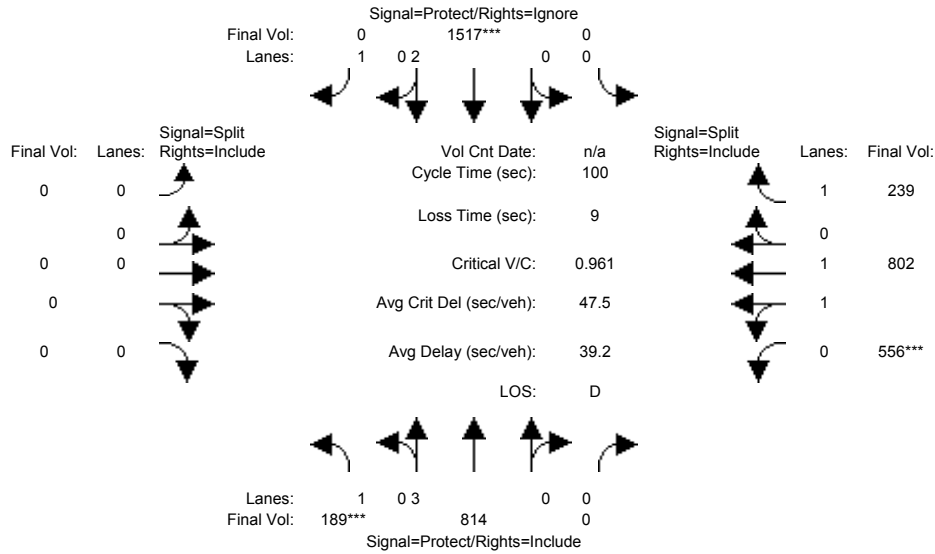 Signal=Protect/Rights=Ignore
Final Vol: 0 1517*** 0
Lanes: 1 0 2 0 0
Signal=Split Signal=Split
Final Vol: Lanes: Rights=Include Vol Cnt Date: n/a Rights=Include Lanes: Final Vol:
Cycle Time (sec): 100
0 0 1 239
Loss Time (sec): 9
0 0
0 0 Critical V/C: 0.961 1 802
0 Avg Crit Del (sec/veh): 47.5 1
0 0 Avg Delay (sec/veh): 39.2 0 556***
LOS: D
Lanes: 1 0 3 0 0
Final Vol: 189*** 814 0
Signal=Protect/Rights=Include